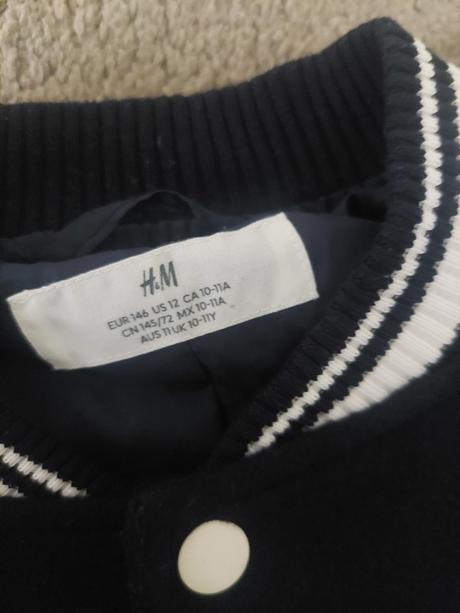 H&M
EUR 146 US 12 CA 10-11A
CN 145/72 MX 10-11A
AUS 11 UK 10-11Y